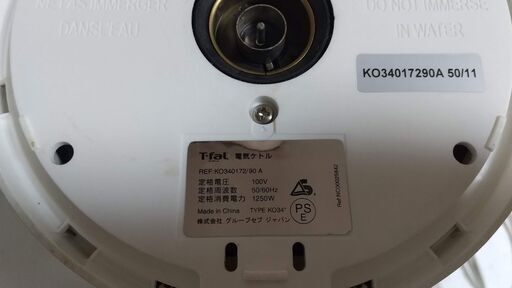 NE PAS IMMERGER
DANS L'EAU
DO NOT IMMERSE
IN WATER
KO34017290A 50/11
T-fal 電気ケトル
REF.KO340172/90 A
定格電圧 100V
定格周波数 50/60Hz
定格消費電力 1250W
Made in China TYPE KO34*
株式会社 グループセブ ジャパン
PS
E